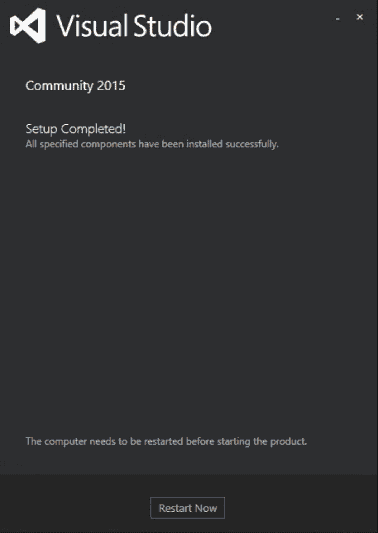 Visual Studio
Community 2015
Setup Completed!
All specified components have been installed successfully.
The computer needs to be restarted before starting the product.
Restart Now